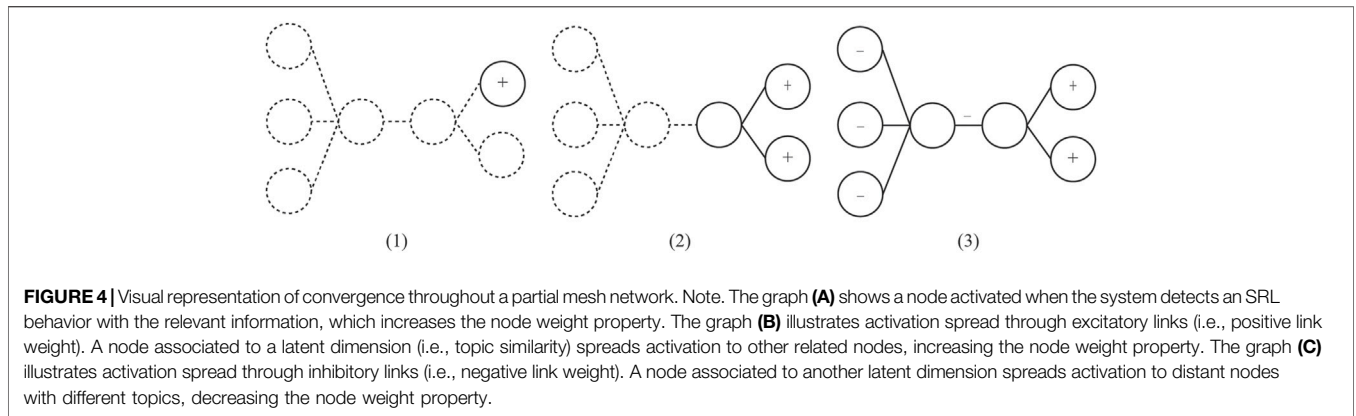 +
+
+
–
–
–
–
+
+
(1)
(2)
(3)
FIGURE 4 | Visual representation of convergence throughout a partial mesh network. Note. The graph (A) shows a node activated when the system detects an SRL
behavior with the relevant information, which increases the node weight property. The graph (B) illustrates activation spread through excitatory links (i.e., positive link
weight). A node associated to a latent dimension (i.e., topic similarity) spreads activation to other related nodes, increasing the node weight property. The graph (C)
illustrates activation spread through inhibitory links (i.e., negative link weight). A node associated to another latent dimension spreads activation to distant nodes
with different topics, decreasing the node weight property.